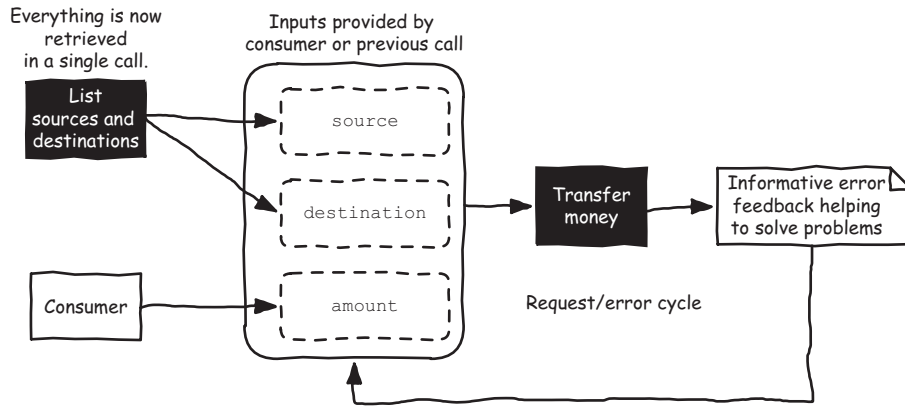 Everything is now
retrieved
in a single call.
List
sources and
destinations
Inputs provided by
consumer or previous call
source
destination
amount
Consumer
Transfer
money
Informative error
feedback helping
to solve problems
Request/error cycle